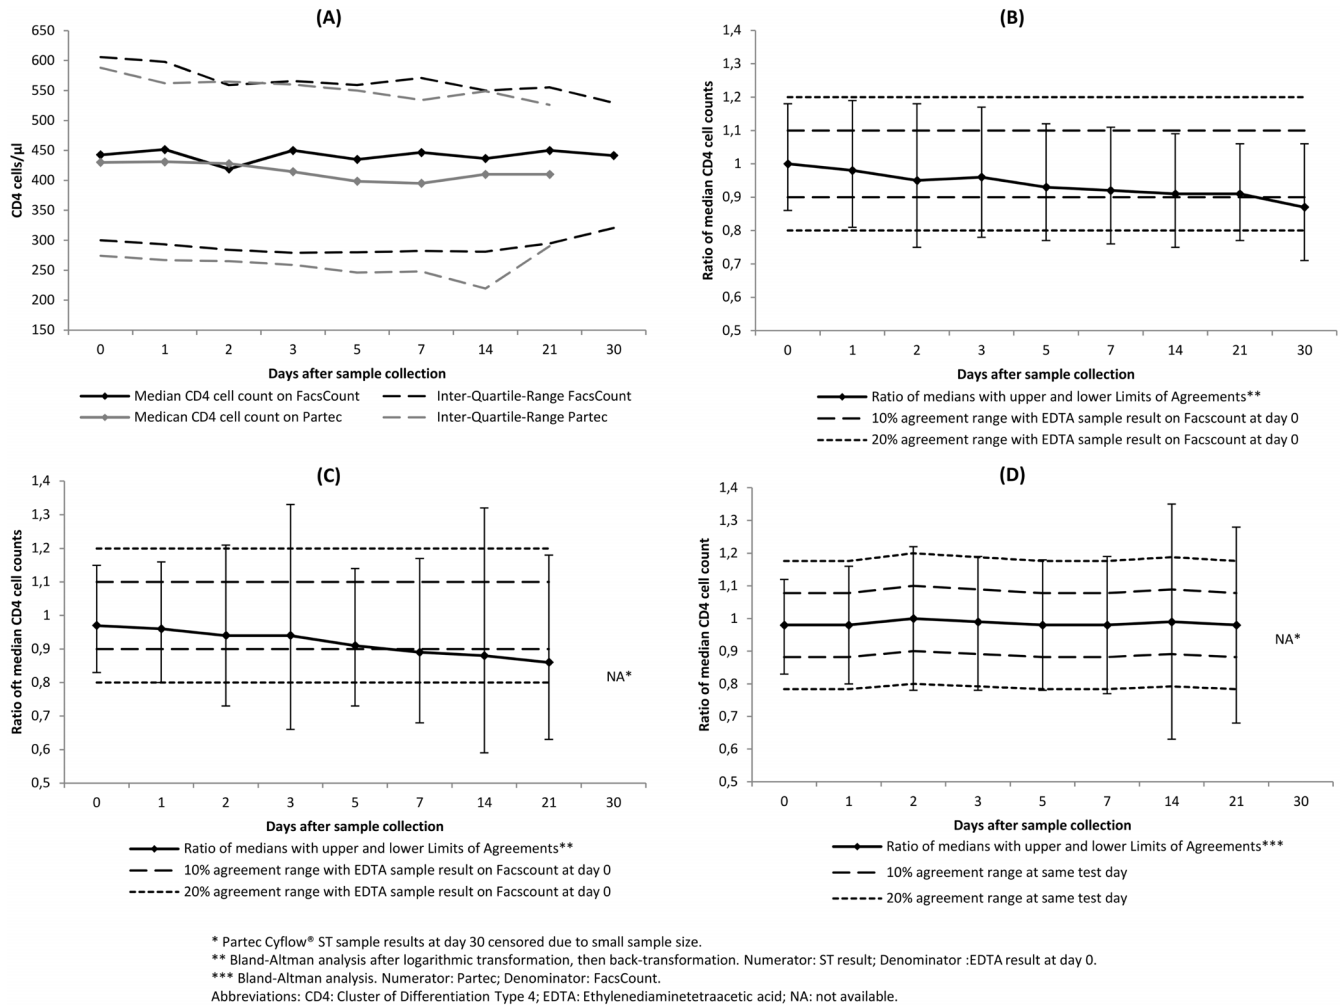 (A)
650
600
550
500
450
400
350
300
250
200
150
CD4 cells/µl
0 1 2 3 5 7 14 21 30
Days after sample collection
Median CD4 cell count on FacsCount
Inter-Quartile-Range FacsCount
Medican CD4 cell count on Partec
Inter-Quartile-Range Partec
(B)
1,4
1,3
1,2
1,1
1
0,9
0,8
0,7
0,6
0,5
Ratio of median CD4 cell counts
0 1 2 3 5 7 14 21 30
Days after sample collection
Ratio of medians with upper and lower Limits of Agreements**
10% agreement range with EDTA sample result on Facscount at day 0
20% agreement range with EDTA sample result on Facscount at day 0
(C)
1,4
1,3
1,2
1,1
1
0,9
0,8
0,7
0,6
0,5
Ratio oft median CD4 cell counts
NA*
0 1 2 3 5 7 14 21 30
Days after sample collection
Ratio of medians with upper and lower Limits of Agreements**
10% agreement range with EDTA sample result on Facscount at day 0
20% agreement range with EDTA sample result on Facscount at day 0
(D)
1,4
1,3
1,2
1,1
1
0,9
0,8
0,7
0,6
0,5
Ratio of median CD4 cell count
NA*
0 1 2 3 5 7 14 21 30
Days after sample collection
Ratio of medians with upper and lower Limits of Agreements***
10% agreement range at same test day
20% agreement range at same test day
* Partec Cyflow® ST sample results at day 30 censored due to small sample size.
** Bland-Altman analysis after logarithmic transformation, then back-transformation. Numerator: ST result; Denominator :EDTA result at day 0.
*** Bland-Altman analysis. Numerator: Partec; Denominator: FacsCount.
Abbreviations: CD4: Cluster of Differentiation Type 4; EDTA: Ethylenediaminetetraacetic acid; NA: not available.